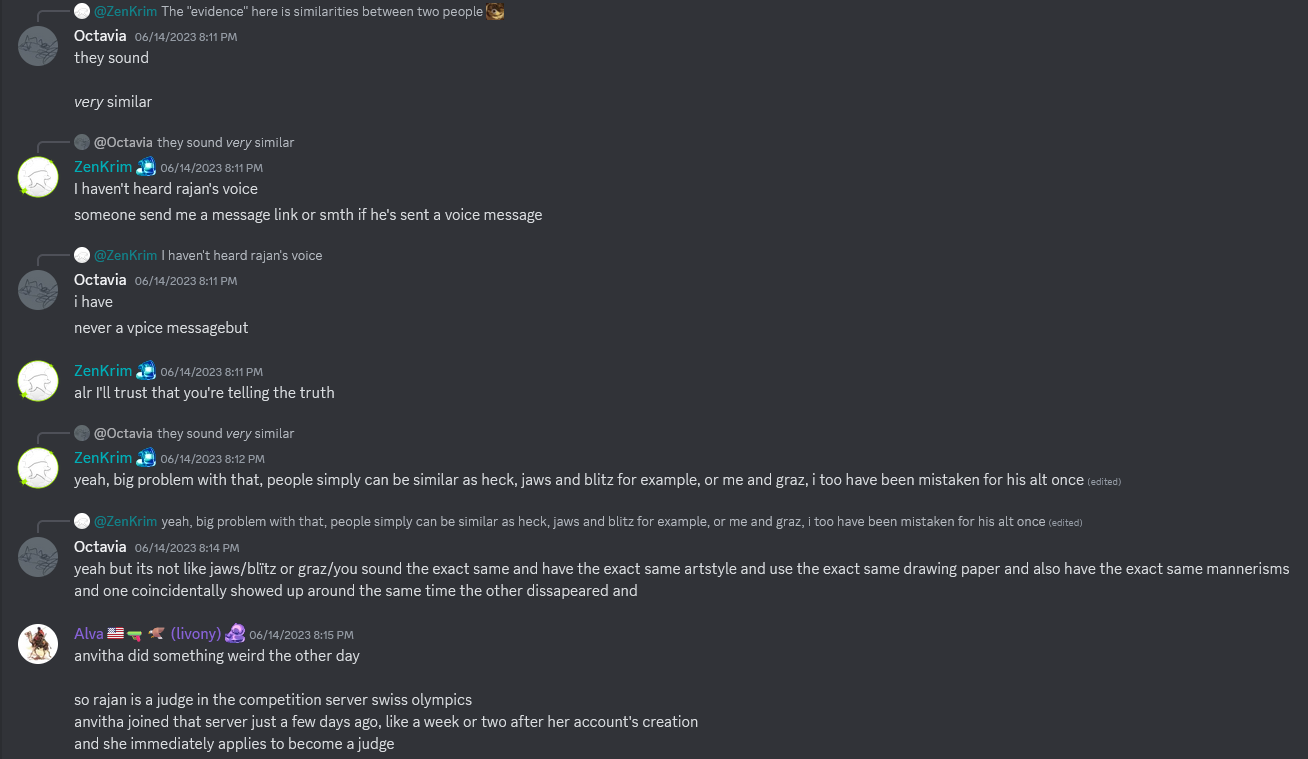 @ZenKrim The "evidence" here is similarities between two people
Octavia 06/14/2023 8:11 PM
they sound
very similar
@Octavia they sound very similar
ZenKrim 06/14/2023 8:11 PM
I haven't heard rajan's voice
someone send me a message link or smth if he's sent a voice message
@ZenKrim I haven't heard rajan's voice
Octavia 06/14/2023 8:11 PM
i have
never a vpice messagebut
ZenKrim 06/14/2023 8:11 PM
alr I'll trust that you're telling the truth
@Octavia they sound very similar
ZenKrim 06/14/2023 8:12 PM
yeah, big problem with that, people simply can be similar as heck, jaws and blitz for example, or me and graz, i too have been mistaken for his alt once (edited)
@ZenKrim yeah, big problem with that, people simply can be similar as heck, jaws and blitz for example, or me and graz, i too have been mistaken for his alt once (edited)
Octavia 06/14/2023 8:14 PM
yeah but its not like jaws/blïtz or graz/you sound the exact same and have the exact same artstyle and use the exact same drawing paper and also have the exact same mannerisms
and one coincidentally showed up around the same time the other dissapeared and
Alva (livony) 06/14/2023 8:15 PM
anvitha did something weird the other day
so rajan is a judge in the competition server swiss olympics
anvitha joined that server just a few days ago, like a week or two after her account's creation
and she immediately applies to become a judge